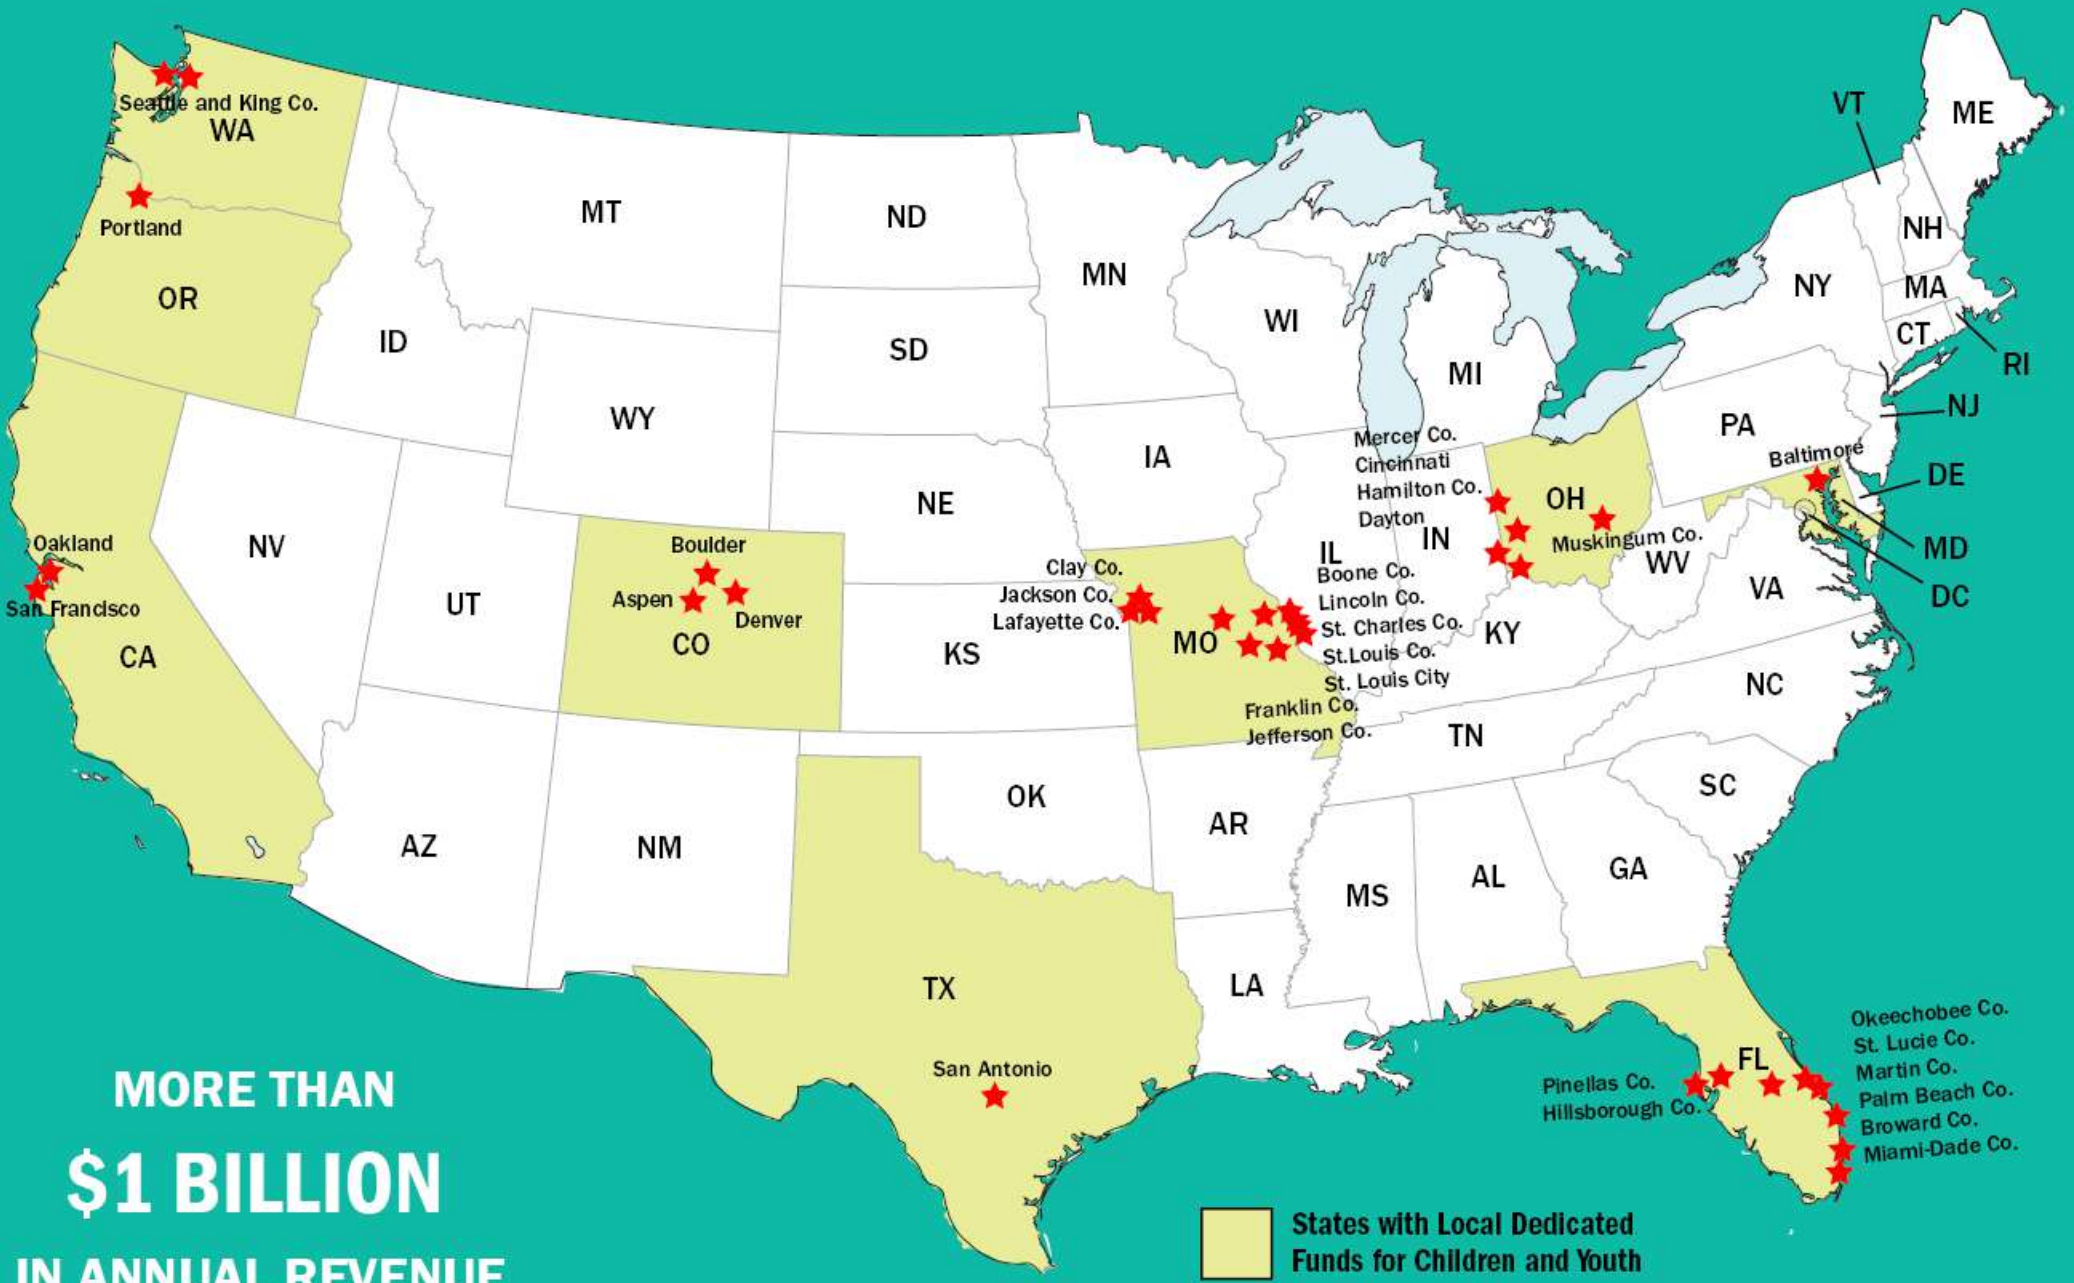 Seattle and King Co.
WA
Portland
OR
Oakland
San Francisco
CA
ID
NV
MT
WY
UT
AZ
Boulder
Aspen
Denver
CO
NM
ND
SD
NE
KS
OK
TX
San Antonio
MN
IA
Clay Co.
Jackson Co.
Lafayette Co.
MO
Boone Co.
Lincoln Co.
St. Charles Co.
St.Louis Co.
St. Louis City
Franklin Co.
Jefferson Co.
AR
LA
WI
IL
MI
IN
Mercer Co.
Cincinnati
Hamilton Co.
Dayton
OH
Muskingum Co.
KY
TN
MS
AL
GA
FL
Pinellas Co.
Hillsborough Co.
Okeechobee Co.
St. Lucie Co.
Martin Co.
Palm Beach Co.
Broward Co.
Miami-Dade Co.
SC
NC
VA
WV
PA
Baltimore
NY
VT
ME
NH
MA
CT
RI
NJ
DE
MD
DC
MORE THAN
$1 BILLION
IN ANNUAL REVENUE
States with Local Dedicated
Funds for Children and Youth